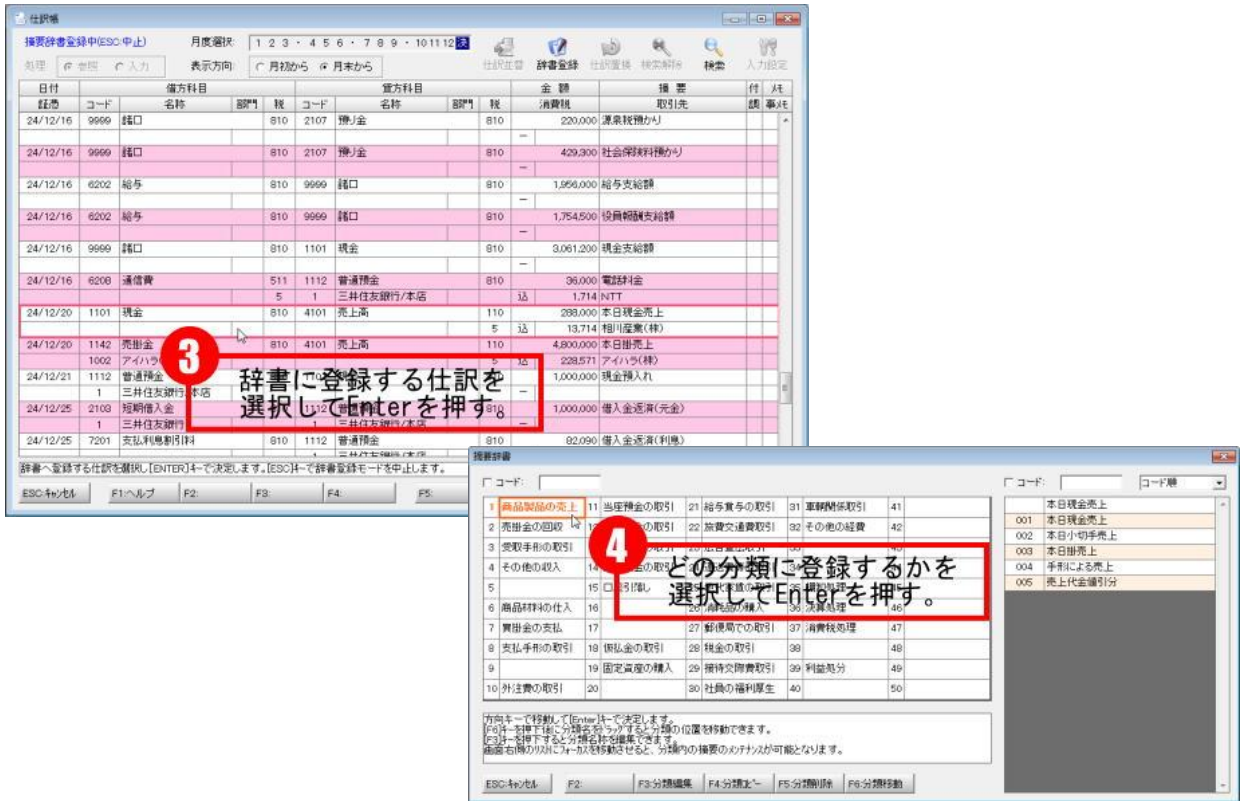 仕訳帳
摘要辞書登録中(ESC:中止) 月度選択: 1 2 3 ・ 4 5 6 ・ 7 8 9 ・ 10 11 12 決 仕訳並替 辞書登録 仕訳置換 検索解除 検索 入力設定
処理 参照 入力 表示方向: 月初から 月末から
日付 借方科目 貸方科目 金額 摘要 付 メモ
証憑 コード 名称 部門 税 コード 名称 部門 税 消費税 取引先 調 事メモ
24/12/16 9999 諸口 810 2107 預り金 810 220,000 源泉税預かり
ー
24/12/16 9999 諸口 810 2107 預り金 810 429,300 社会保険料預かり
ー
24/12/16 6202 給与 810 9999 諸口 810 1,956,000 給与支給額
ー
24/12/16 6202 給与 810 9999 諸口 810 1,754,500 役員報酬支給額
ー
24/12/16 9999 諸口 810 1101 現金 810 3,061,200 現金支給額
ー
24/12/16 6208 通信費 511 1112 普通預金 810 36,000 電話料金
5 1 三井住友銀行/本店 込 1,714 NTT
24/12/20 1101 現金 810 4101 売上高 110 288,000 本日現金売上
5 込 13,714 相川産業(株)
24/12/20 1142 売掛金 810 4101 売上高 110 4,800,000 本日掛売上
1002 アイハラ( 5 込 228,571 アイハラ(株)
24/12/21 1112 普通預金 1,000,000 現金預入れ
1 三井住友銀行/本店 ー
24/12/25 2103 短期借入金 1112 810 1,000,000 借入金返済(元金)
1 三井住友銀行 1 三井住友銀行/本店 ー
24/12/25 7201 支払利息割引料 810 1112 普通預金 810 82,090 借入金返済(利息)
1 三井住友銀行/本店
3
辞書に登録する仕訳を
選択してEnterを押す。
辞書へ登録する仕訳を選択し[ENTER]キーで決定します。[ESC]キーで辞書登録モードを中止します。
ESC:キャンセル F1:ヘルプ F2: F3: F4: F5:
摘要辞書
コード: コード: コード順
1 商品製品の売上 11 当座預金の取引 21 給与賞与の取引 31 車輌関係取引 41
2 売掛金の回収 の取引 22 旅費交通費取引 32 その他の経費 42
3 受取手形の取引
4 その他の収入 14
5 15
6 商品材料の仕入 16 26 消耗品の購入 36 決算処理 46
7 買掛金の支払 17 27 郵便局での取引 37 消費税処理 47
8 支払手形の取引 18 仮払金の取引 28 税金の取引 38 48
9 19 固定資産の購入 29 接待交際費取引 39 利益処分 49
10 外注費の取引 20 30 社員の福利厚生 40 50
4
どの分類に登録するかを
選択してEnterを押す。
本日現金売上
001 本日現金売上
002 本日小切手売上
003 本日掛売上
004 手形による売上
005 売上代金値引分
方向キーで移動して[Enter]キーで決定します。
[F6]キーを押下後に分類名をドラッグすると分類の位置を移動できます。
[F3]キーを押下すると分類名称を編集できます。
画面右側のリストにフォーカスを移動させると、分類内の摘要のメンテナンスが可能となります。
ESC:キャンセル F2: F3:分類編集 F4:分類コピー F5:分類削除 F6:分類移動